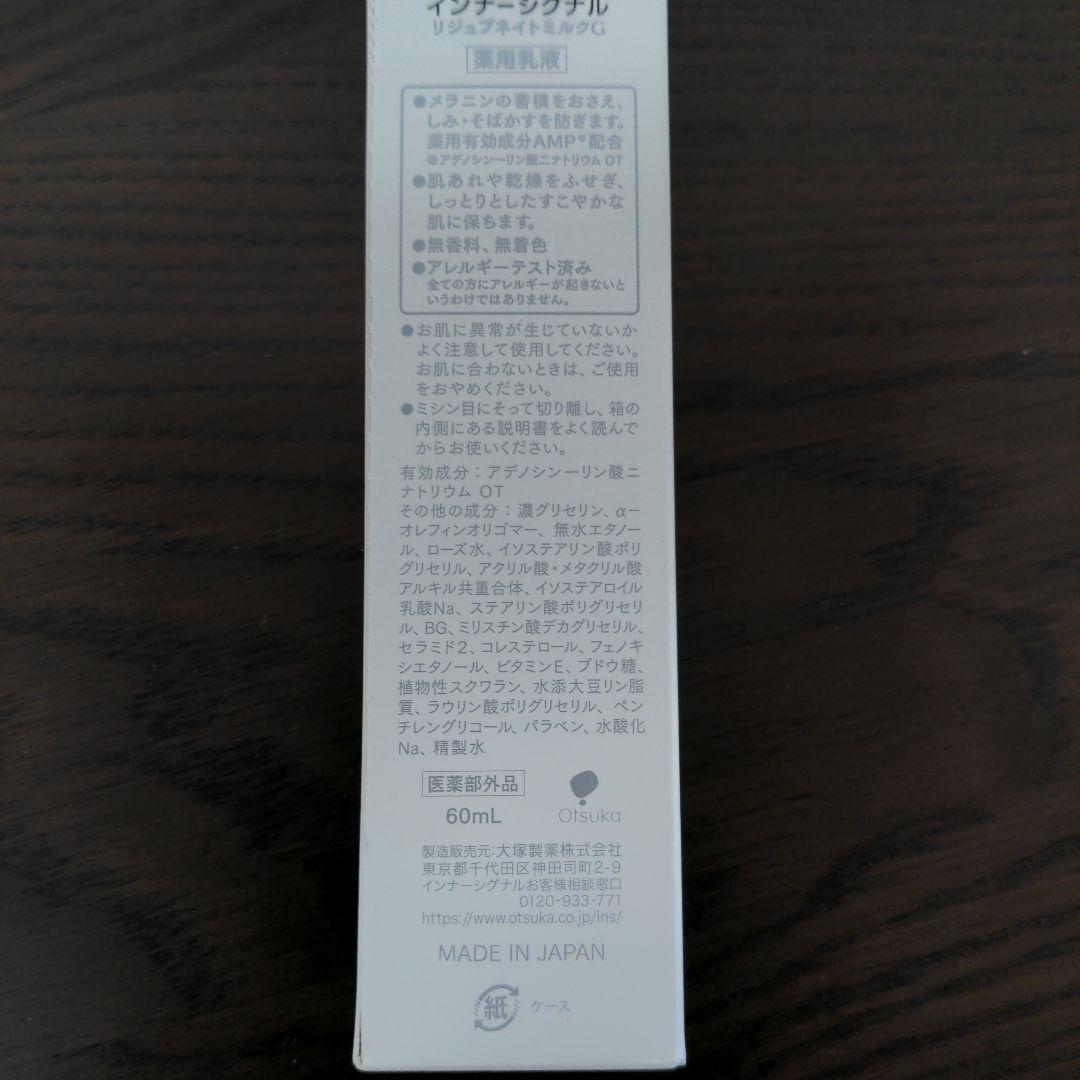 インナーシグナル
リジュブネイトミルクG
薬用乳液
●メラニンの蓄積をおさえ、
しみ・そばかすを防ぎます。
薬用有効成分AMP※配合
※アデノシン一リン酸二ナトリウム OT
●肌あれや乾燥をふせぎ、
しっとりとしたすこやかな
肌に保ちます。
●無香料、無着色
●アレルギーテスト済み
全ての方にアレルギーが起きないと
いうわけではありません。
●お肌に異常が生じていないか
よく注意して使用してください。
お肌に合わないときは、ご使用
をおやめください。
●ミシン目にそって切り離し、箱の
内側にある説明書をよく読んで
からお使いください。
有効成分：アデノシン一リン酸二
ナトリウム OT
その他の成分：濃グリセリン、α－
オレフィンオリゴマー、無水エタノー
ル、ローズ水、イソステアリン酸ポリ
グリセリル、アクリル酸・メタクリル酸
アルキル共重合体、イソステアロイル
乳酸Na、ステアリン酸ポリグリセリ
ル、BG、ミリスチン酸デカグリセリル、
セラミド2、コレステロール、フェノキ
シエタノール、ビタミンE、ブドウ糖、
植物性スクワラン、水添大豆リン脂
質、ラウリン酸ポリグリセリル、ペン
チレングリコール、パラベン、水酸化
Na、精製水
医薬部外品
60mL
Otsuka
製造販売元:大塚製薬株式会社
東京都千代田区神田司町2-9
インナーシグナルお客様相談窓口
0120-933-771
https://www.otsuka.co.jp/ins/
MADE IN JAPAN
紙 ケース